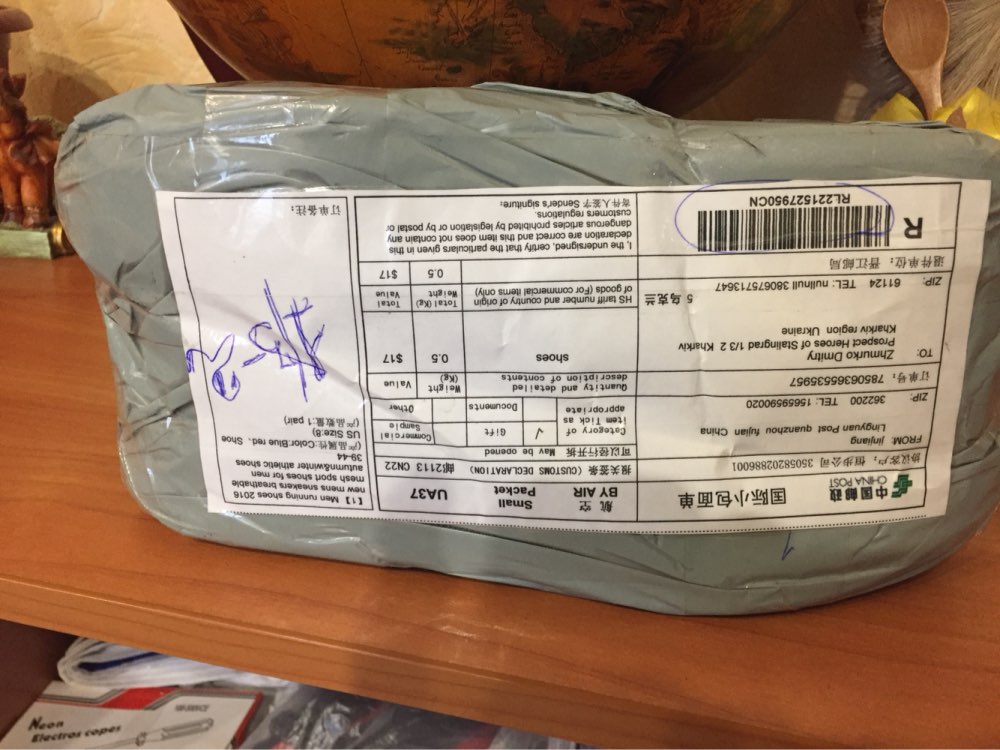 中国邮政
CHINA POST
国际小包面单
航空
BY AIR
Small
Packet
UA37
协议客户：恒步公司 35058202886001
FROM: jinjiang
Lingyuan Post quanzhou fujian China
ZIP: 362200 TEL: 15659590020
订单号：78506365535957
TO: Zhmurko Dmitry
Prospect Heroes of Stalingrad 1/3 2 Kharkiv
Kharkiv region Ukraine
5 乌克兰
ZIP: 61124 TEL: nullnull 380675713647
退件单位：晋江邮局
R
RL221527950CN
报关签条 (CUSTOMS DECLARATION) 邮2113 CN22
可以径行开拆 May be opened
Category of
item Tick as
appropriate
√
Gift
Commercial
Sample
Documents
Other
Quantity and detailed
description of contents
Weight
(Kg)
Value
shoes
0.5
$17
HS tariff number and country of origin
of goods (For commercial items only)
Total
Weight (Kg)
Total
Value
0.5
$17
I, the undersigned, certify that the particulars given in this
declaration are correct and this item does not contain any
dangerous articles prohibited by legislation or by postal or
customers regulations.
寄件人签字 Sender's signature:
【1】Men running shoes 2016
new mens sneakers breathable
mesh sport shoes for men
autumn&winter athletic shoes
39-44
(产品属性:Color:Blue red、Shoe
US Size:8)
(产品数量:1 pair)
订单备注：
Neon
Electros copes